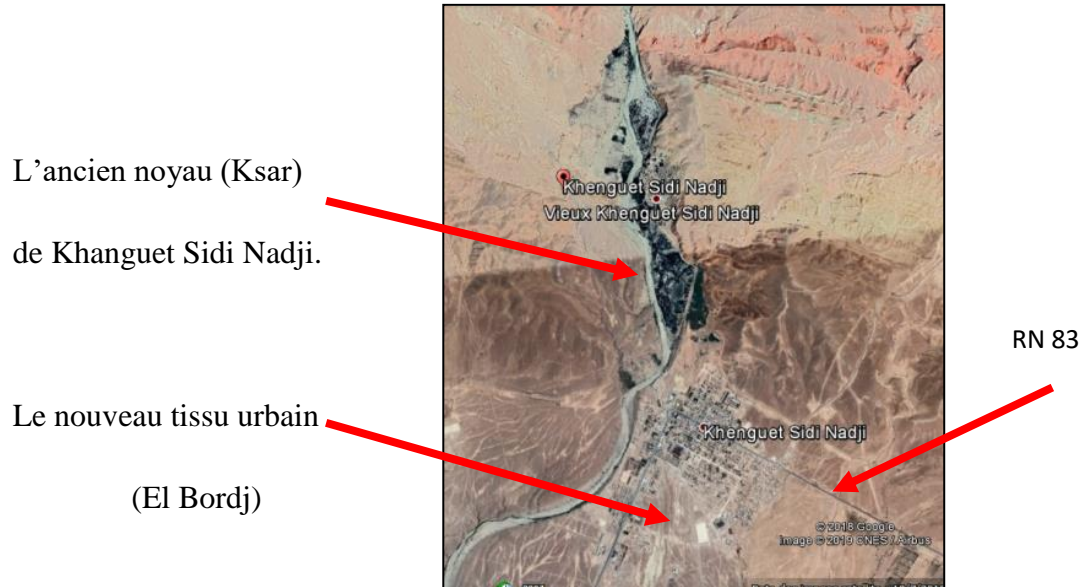 L’ancien noyau (Ksar)
de Khanguet Sidi Nadji.
Le nouveau tissu urbain
(El Bordj)
Khenguet Sidi Nadji
Vieux Khenguet Sidi Nadji
Khenguet Sidi Nadji
© 2018 Google
Image © 2019 CNES / Airbus
RN 83